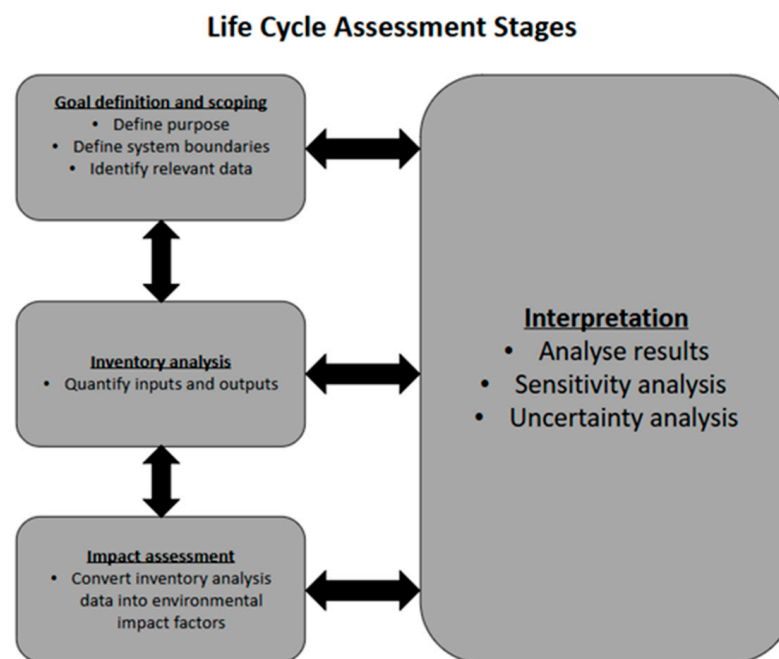 Life Cycle Assessment Stages
Goal definition and scoping
• Define purpose
• Define system boundaries
• Identify relevant data
Inventory analysis
• Quantify inputs and outputs
Impact assessment
• Convert inventory analysis
data into environmental
impact factors
Interpretation
• Analyse results
• Sensitivity analysis
• Uncertainty analysis